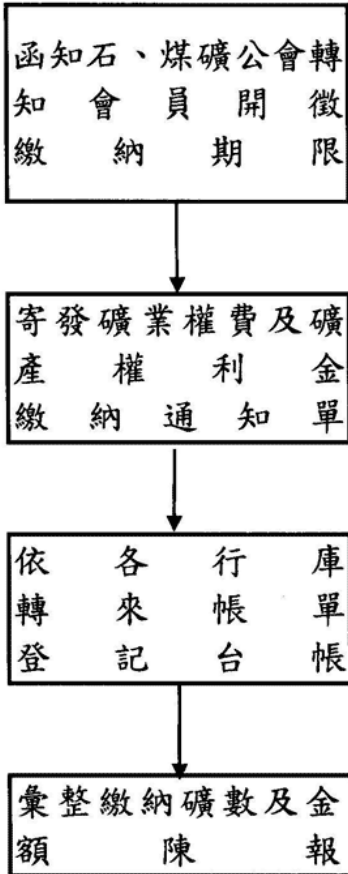 函知石、煤礦公會轉
知會員開徵
繳納期限
寄發礦業權費及礦
產權利金
繳納通知單
依各行庫
轉來帳單
登記台帳
彙整繳納礦數及金
額陳報